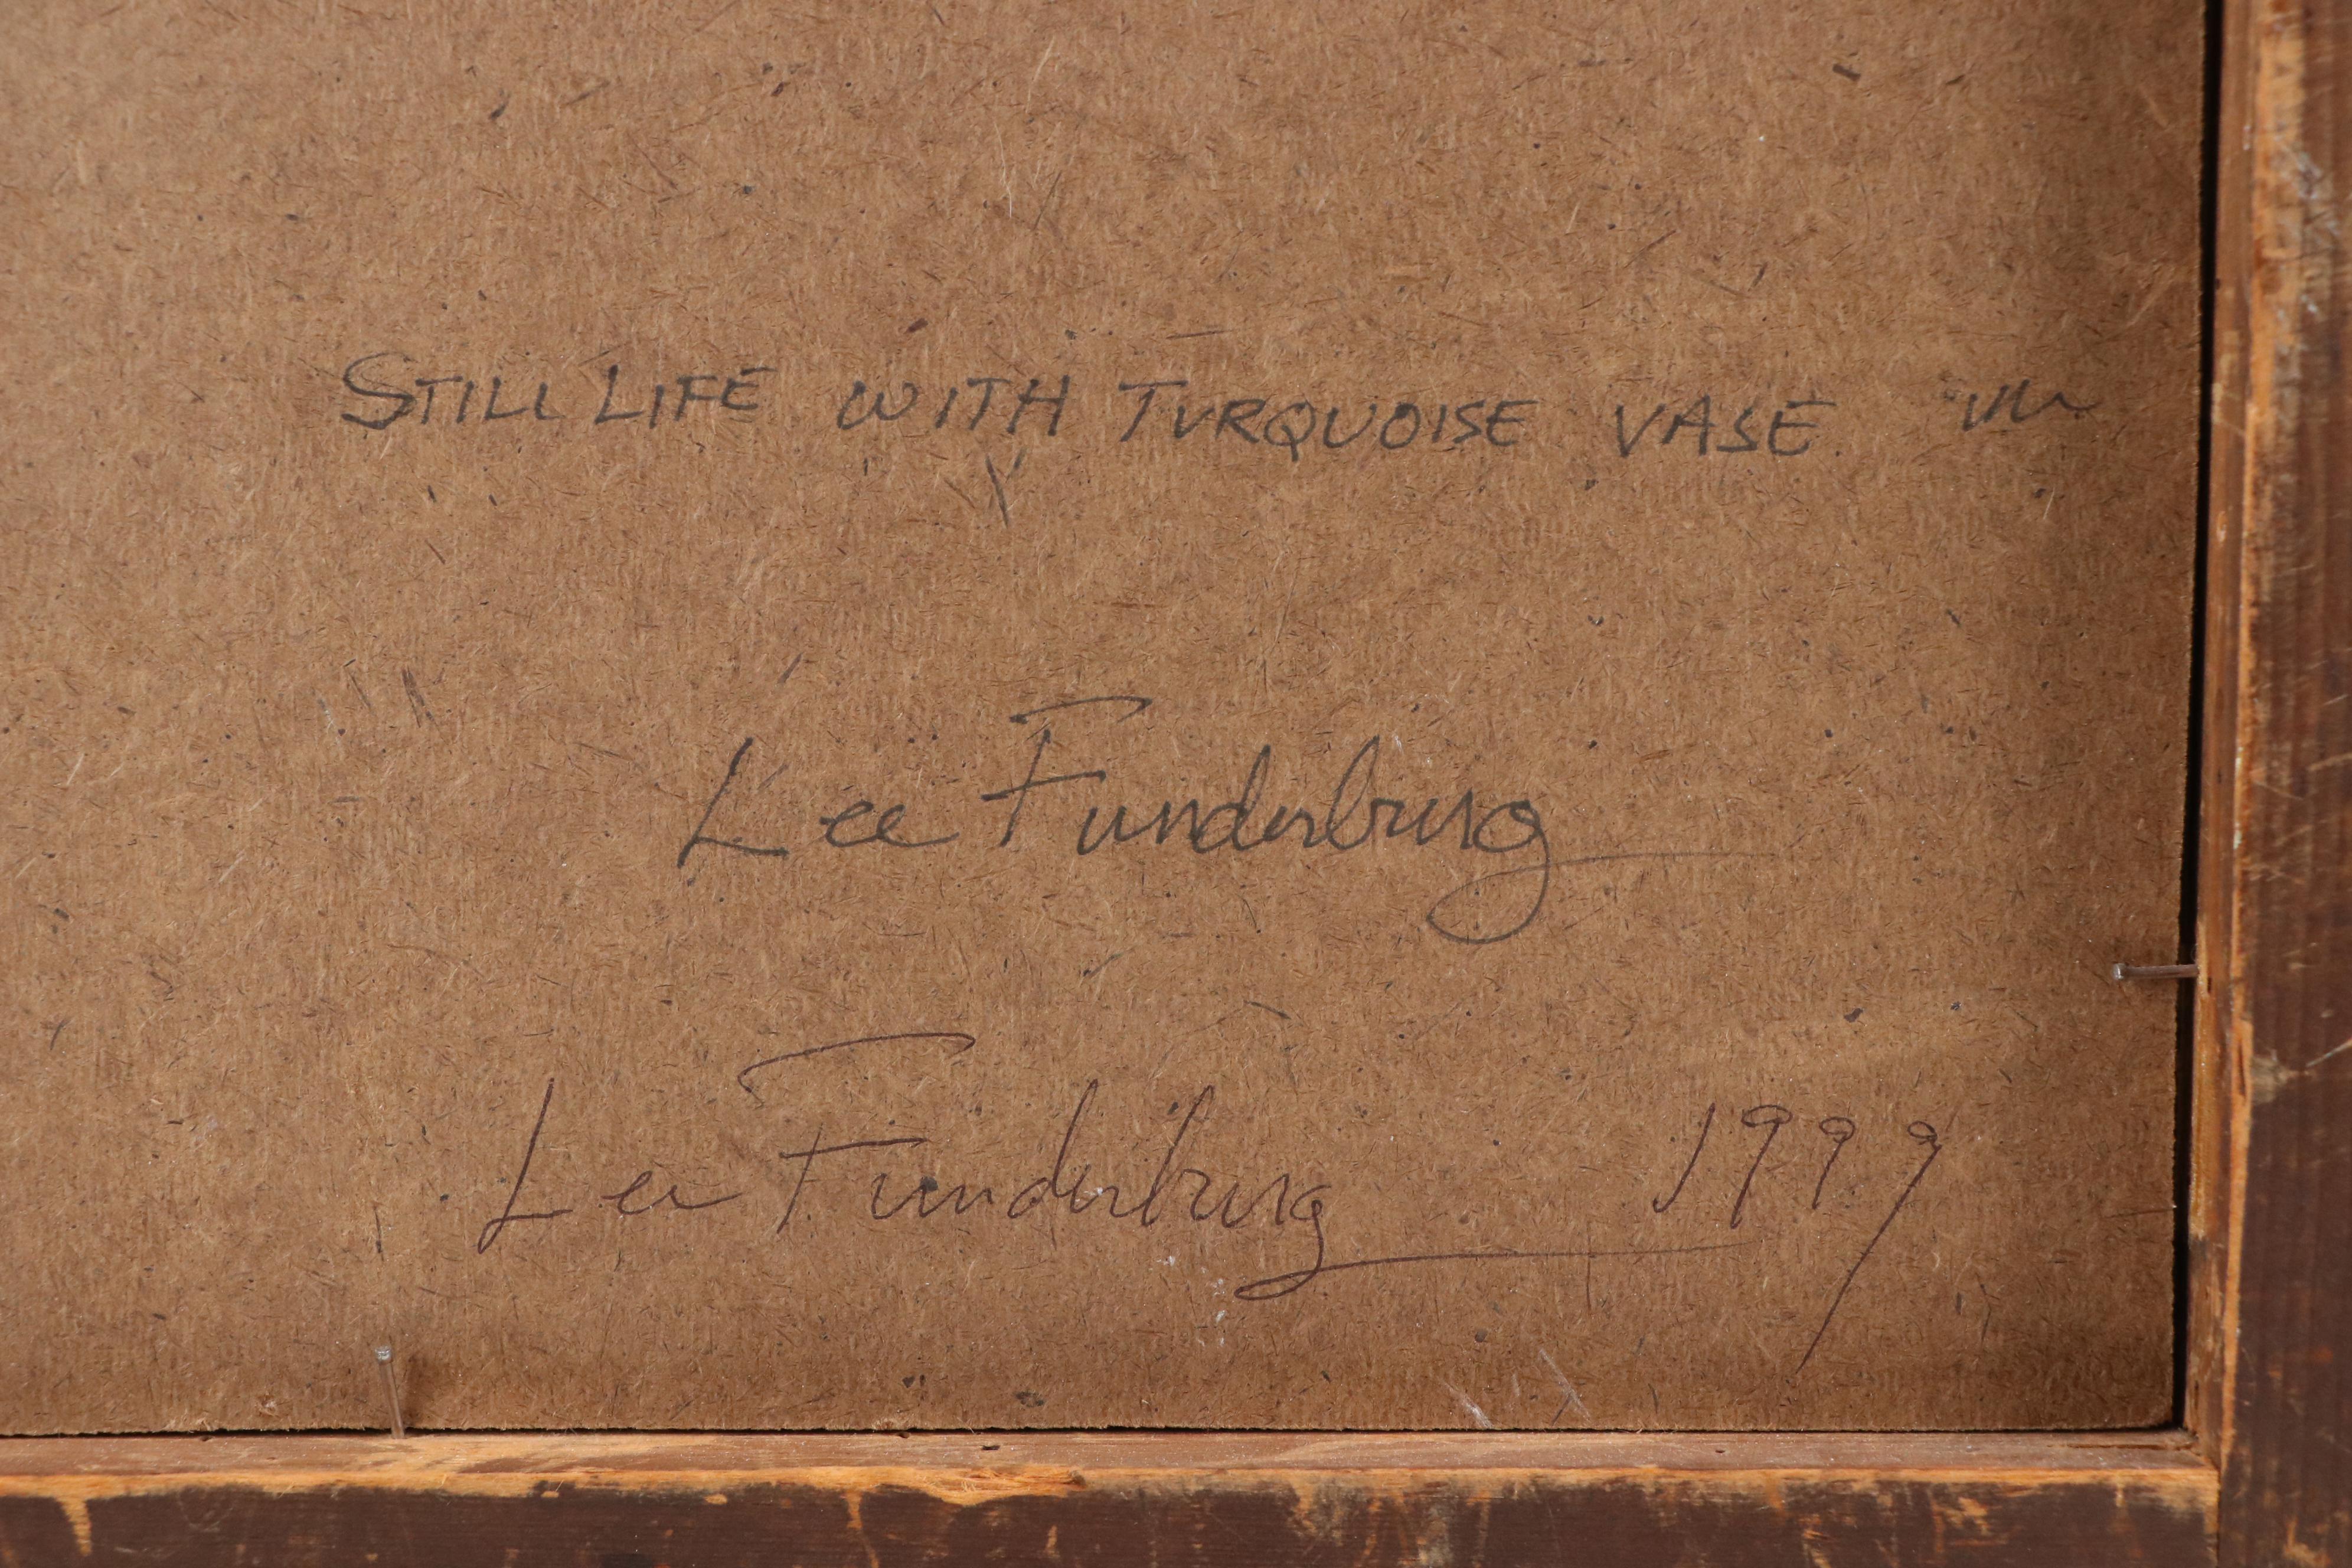 STILL LIFE WITH TURQUOISE VASE
Lee Funderburg
Lee Funderburg 1999